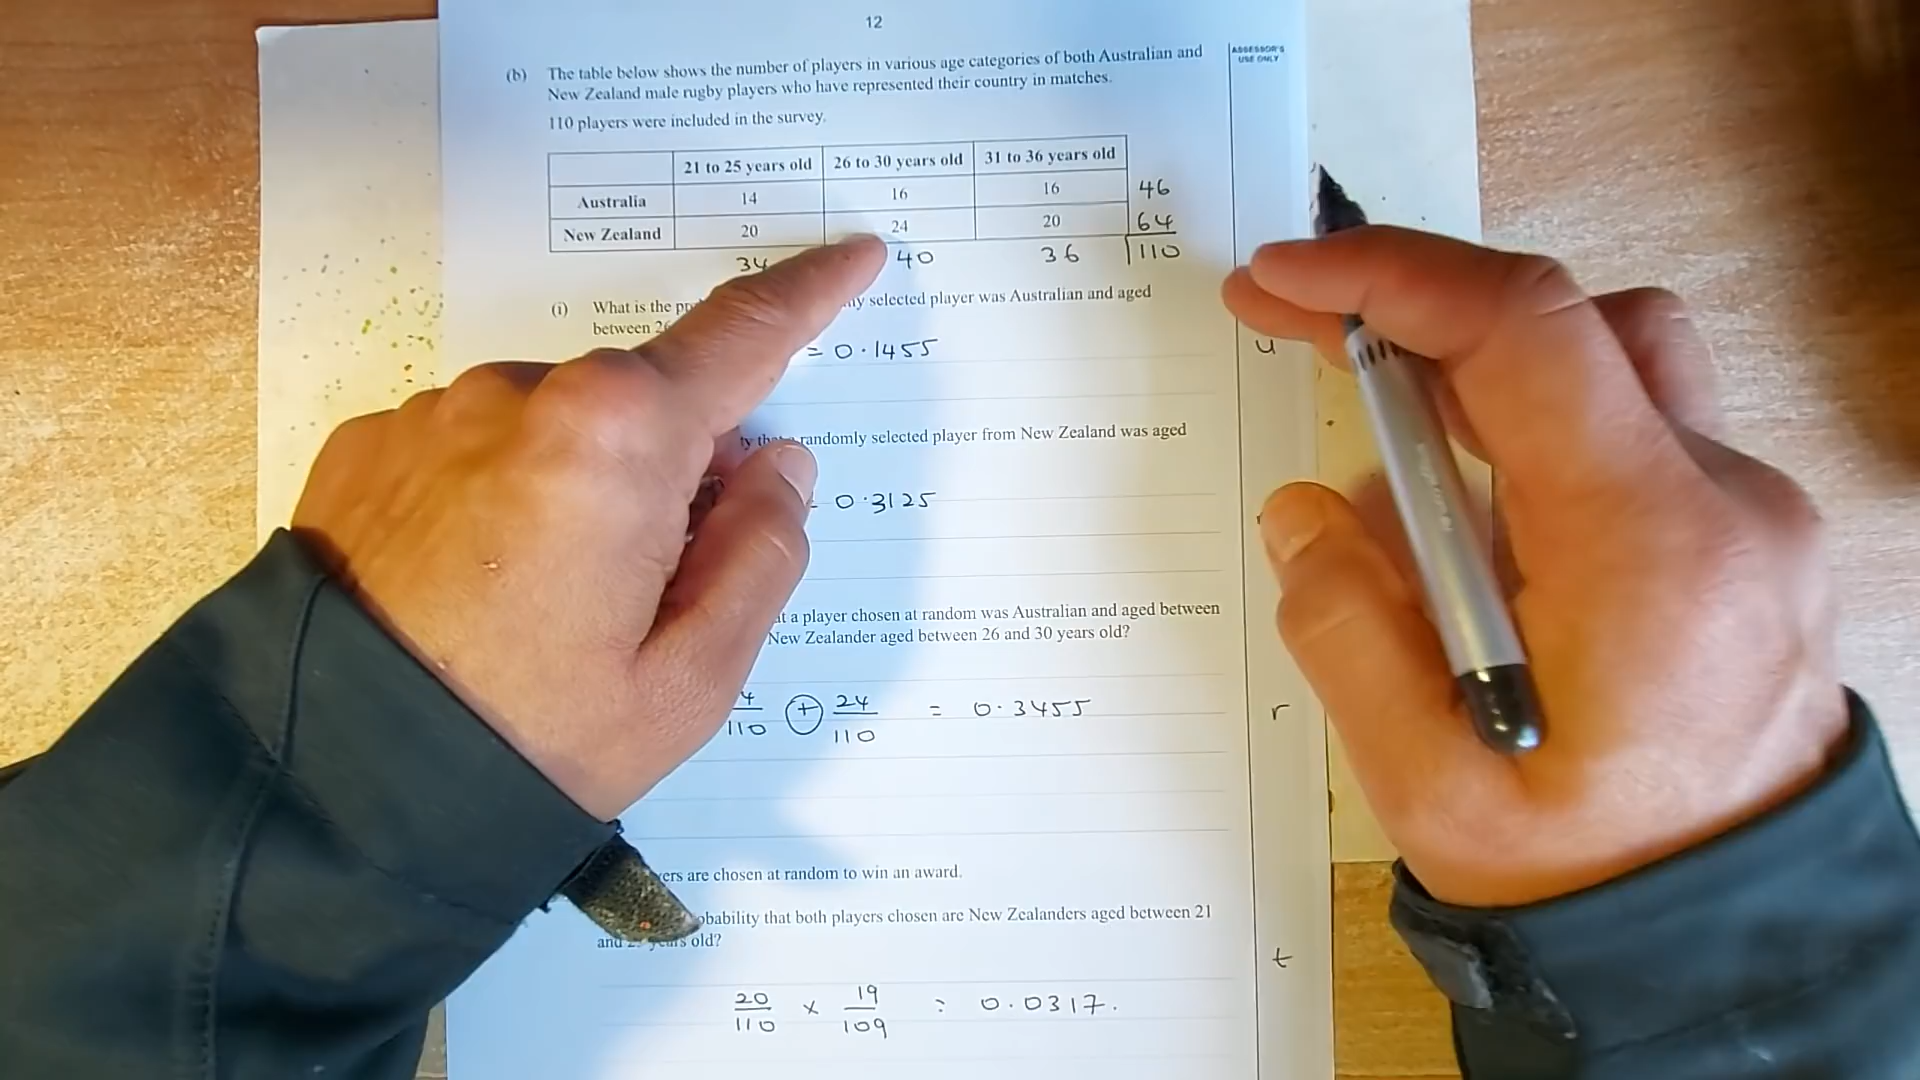 12
ASSESSOR'S
USE ONLY
(b) The table below shows the number of players in various age categories of both Australian and
New Zealand male rugby players who have represented their country in matches.
110 players were included in the survey.
21 to 25 years old 26 to 30 years old 31 to 36 years old
Australia 14 16 16 46
New Zealand 20 24 20 64
34 40 36 110
(i) What is the selected player was Australian and aged
between
= 0.1455 u
randomly selected player from New Zealand was aged
= 0.3125
a player chosen at random was Australian and aged between
New Zealander aged between 26 and 30 years old?
4/110 + 24/110 = 0.3455 r
are chosen at random to win an award.
that both players chosen are New Zealanders aged between 21
and years old?
t
20/110 x 19/109 = 0.0317.